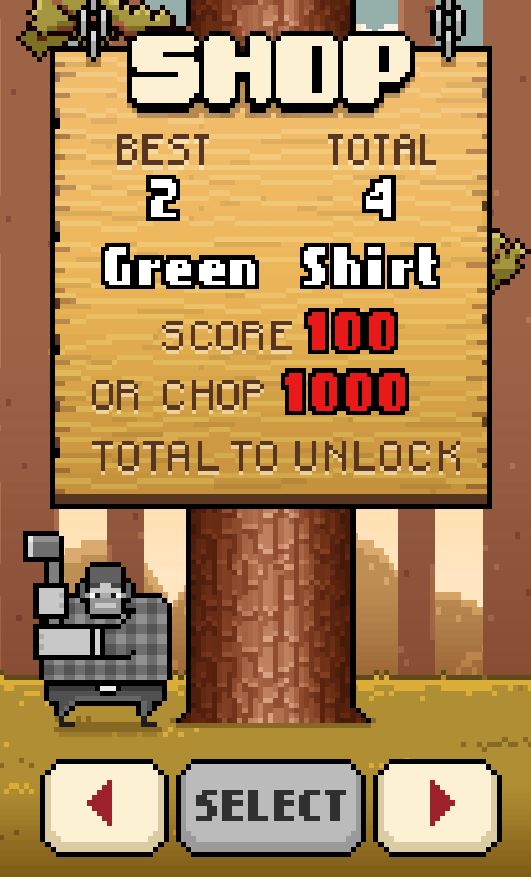 SHOP
BEST TOTAL
2 4
Green Shirt
SCORE 100
OR CHOP 1000
TOTAL TO UNLOCK
SELECT